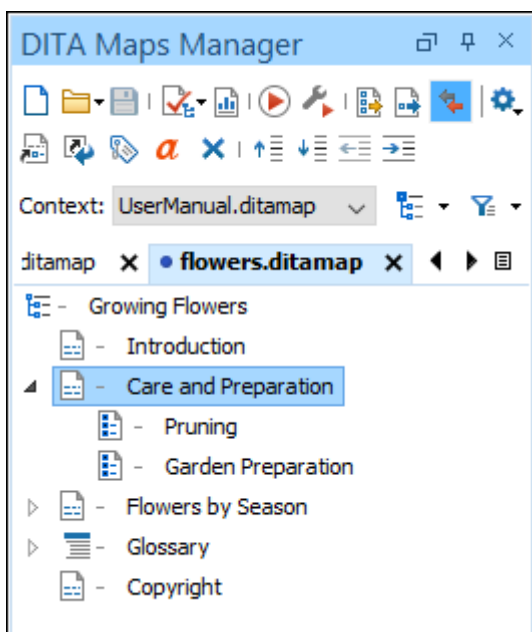 DITA Maps Manager
Context: UserManual.ditamap
ditamap flowers.ditamap
Growing Flowers
Introduction
Care and Preparation
Pruning
Garden Preparation
Flowers by Season
Glossary
Copyright